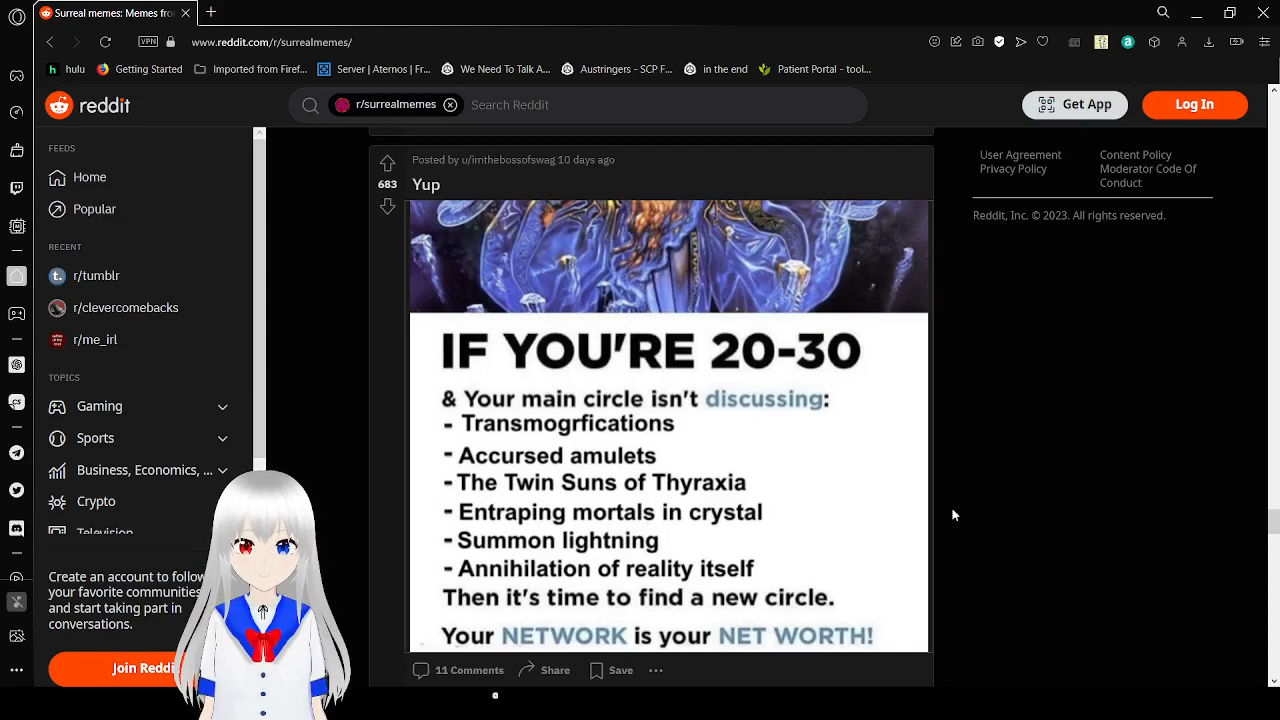 Surreal memes: Memes fro
VPN
www.reddit.com/r/surrealmemes/
hulu
Getting Started
Imported from Firef...
Server | Aternos | Fr...
We Need To Talk A...
Austringers - SCP F...
in the end
Patient Portal - tool...
reddit
r/surrealmemes
Search Reddit
Get App
Log In
FEEDS
Home
Popular
RECENT
r/tumblr
r/clevercomebacks
r/me_irl
TOPICS
Gaming
Sports
Business, Economics, ...
Crypto
Television
Create an account to follow
your favorite communities
and start taking part in
conversations.
Join Reddi
Posted by u/imthebossofswag 10 days ago
683
Yup
IF YOU'RE 20-30
& Your main circle isn't discussing:
- Transmogrfications
- Accursed amulets
- The Twin Suns of Thyraxia
- Entraping mortals in crystal
- Summon lightning
- Annihilation of reality itself
Then it's time to find a new circle.
Your NETWORK is your NET WORTH!
11 Comments
Share
Save
User Agreement
Privacy Policy
Content Policy
Moderator Code Of
Conduct
Reddit, Inc. © 2023. All rights reserved.